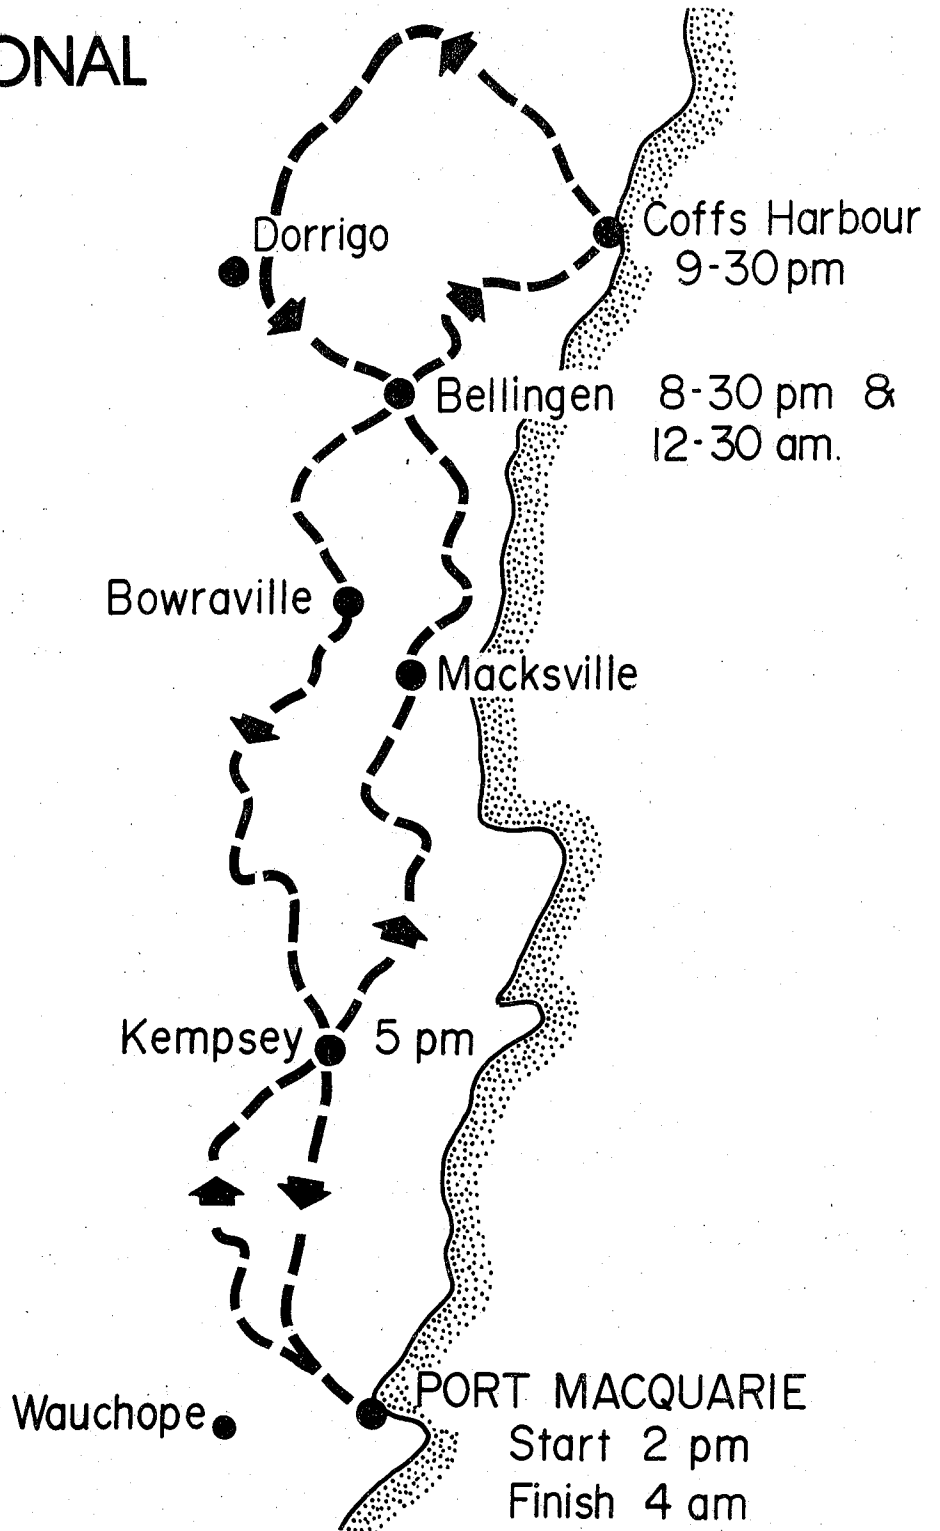 ONAL
Dorrigo
Coffs Harbour
9-30 pm
Bellingen 8-30 pm &
12-30 am.
Bowraville
Macksville
Kempsey 5 pm
PORT MACQUARIE
Wauchope
Start 2 pm
Finish 4 am